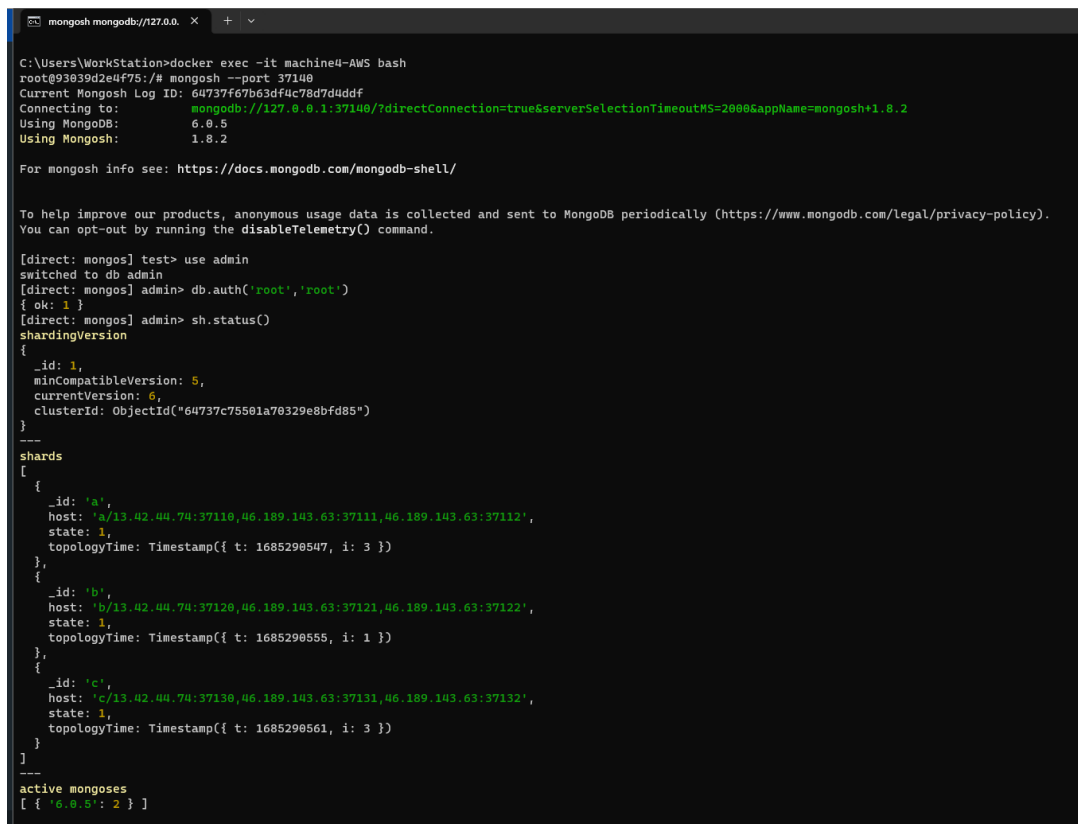 mongosh mongodb://127.0.0.
C:\Users\WorkStation>docker exec -it machine4-AWS bash
root@93039d2e4f75:/# mongosh --port 37140
Current Mongosh Log ID: 64737f67b63df4c78d7d4ddf
Connecting to:          mongodb://127.0.0.1:37140/?directConnection=true&serverSelectionTimeoutMS=2000&appName=mongosh+1.8.2
Using MongoDB:          6.0.5
Using Mongosh:          1.8.2
For mongosh info see: https://docs.mongodb.com/mongodb-shell/
To help improve our products, anonymous usage data is collected and sent to MongoDB periodically (https://www.mongodb.com/legal/privacy-policy).
You can opt-out by running the disableTelemetry() command.
[direct: mongos] test> use admin
switched to db admin
[direct: mongos] admin> db.auth('root','root')
{ ok: 1 }
[direct: mongos] admin> sh.status()
shardingVersion
{
  _id: 1,
  minCompatibleVersion: 5,
  currentVersion: 6,
  clusterId: ObjectId("64737c75501a70329e8bfd85")
}
---
shards
[
  {
    _id: 'a',
    host: 'a/13.42.44.74:37110,46.189.143.63:37111,46.189.143.63:37112',
    state: 1,
    topologyTime: Timestamp({ t: 1685290547, i: 3 })
  },
  {
    _id: 'b',
    host: 'b/13.42.44.74:37120,46.189.143.63:37121,46.189.143.63:37122',
    state: 1,
    topologyTime: Timestamp({ t: 1685290555, i: 1 })
  },
  {
    _id: 'c',
    host: 'c/13.42.44.74:37130,46.189.143.63:37131,46.189.143.63:37132',
    state: 1,
    topologyTime: Timestamp({ t: 1685290561, i: 3 })
  }
]
---
active mongoses
[ { '6.0.5': 2 } ]